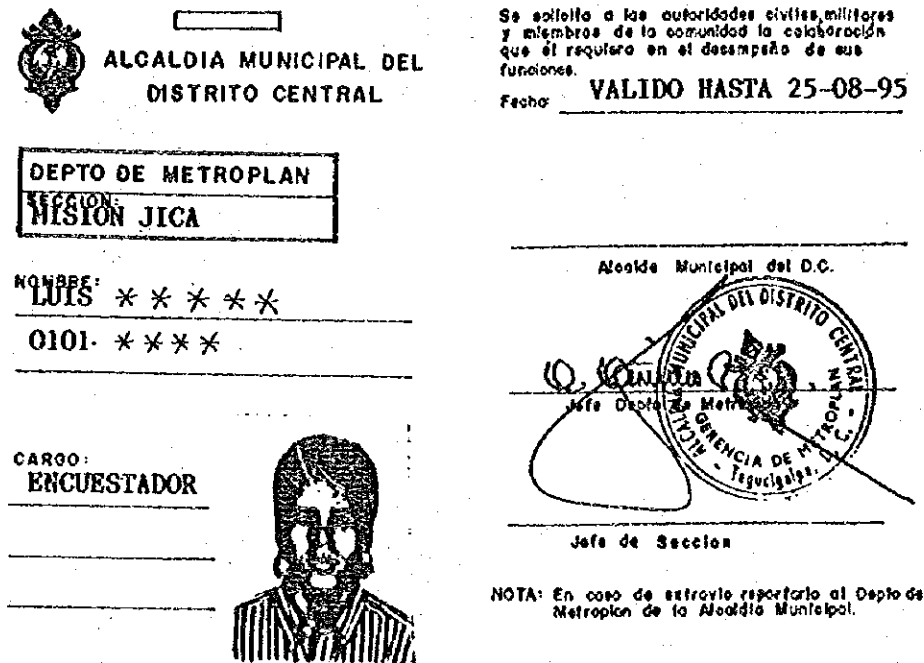 ALCALDIA MUNICIPAL DEL
DISTRITO CENTRAL
DEPTO DE METROPLAN
SECCION:
MISION JICA
NOMBRE:
LUIS * * * * *
0101- * * * *
CARGO:
ENCUESTADOR
Se solicita a las autoridades civiles, militares
y miembros de la comunidad la colaboración
que él requiera en el desempeño de sus
funciones.
Fecha: VALIDO HASTA 25-08-95
Alcalde Municipal del D.C.
ALCALDIA MUNICIPAL DEL DISTRITO CENTRAL
GERENCIA DE METROPLAN
Tegucigalpa, D. C.
Jefe Depto de Metro
Jefe de Seccion
NOTA: En caso de extravio reportarlo al Depto de
Metroplan de la Alcaldía Municipal.